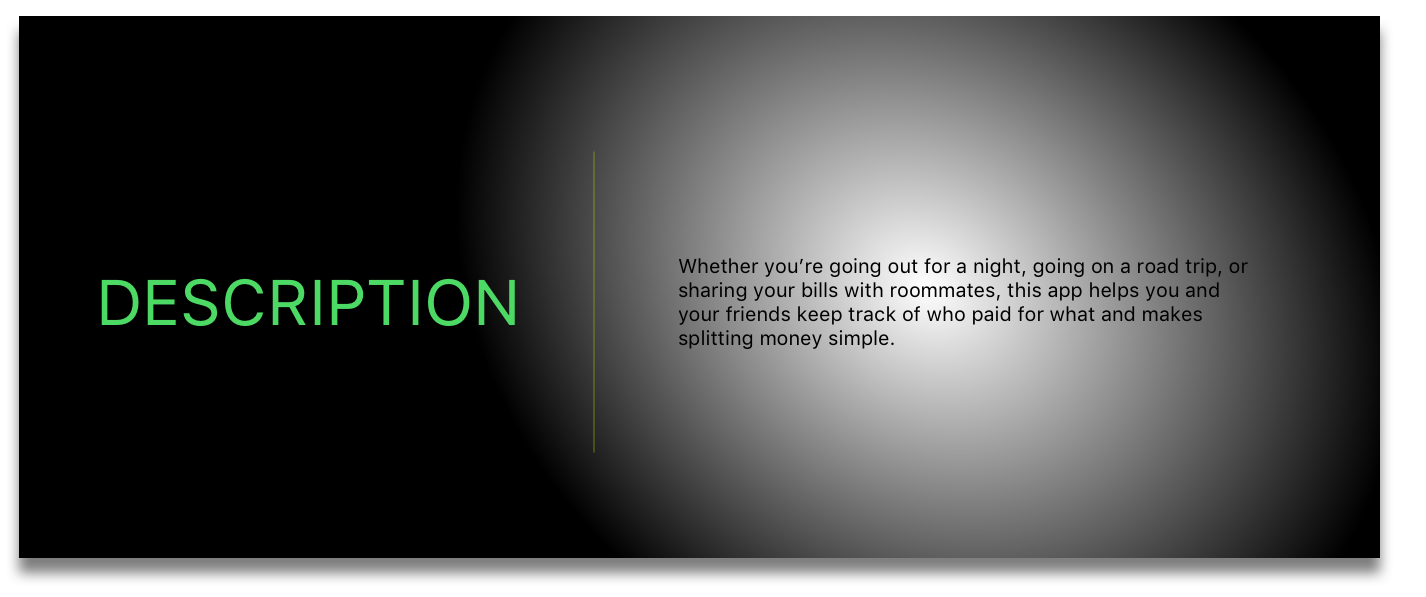 DESCRIPTION
Whether you’re going out for a night, going on a road trip, or
sharing your bills with roommates, this app helps you and
your friends keep track of who paid for what and makes
splitting money simple.